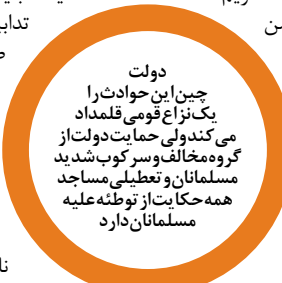 دولت
چین این حوادث را
یک نزاع قومی قلمداد
می کند ولی حمایت دولت از
گروه مخالف و سرکوب شدید
مسلمانان و تعطیلی مساجد
همه حکایت از توطئه علیه
مسلمانان دارد